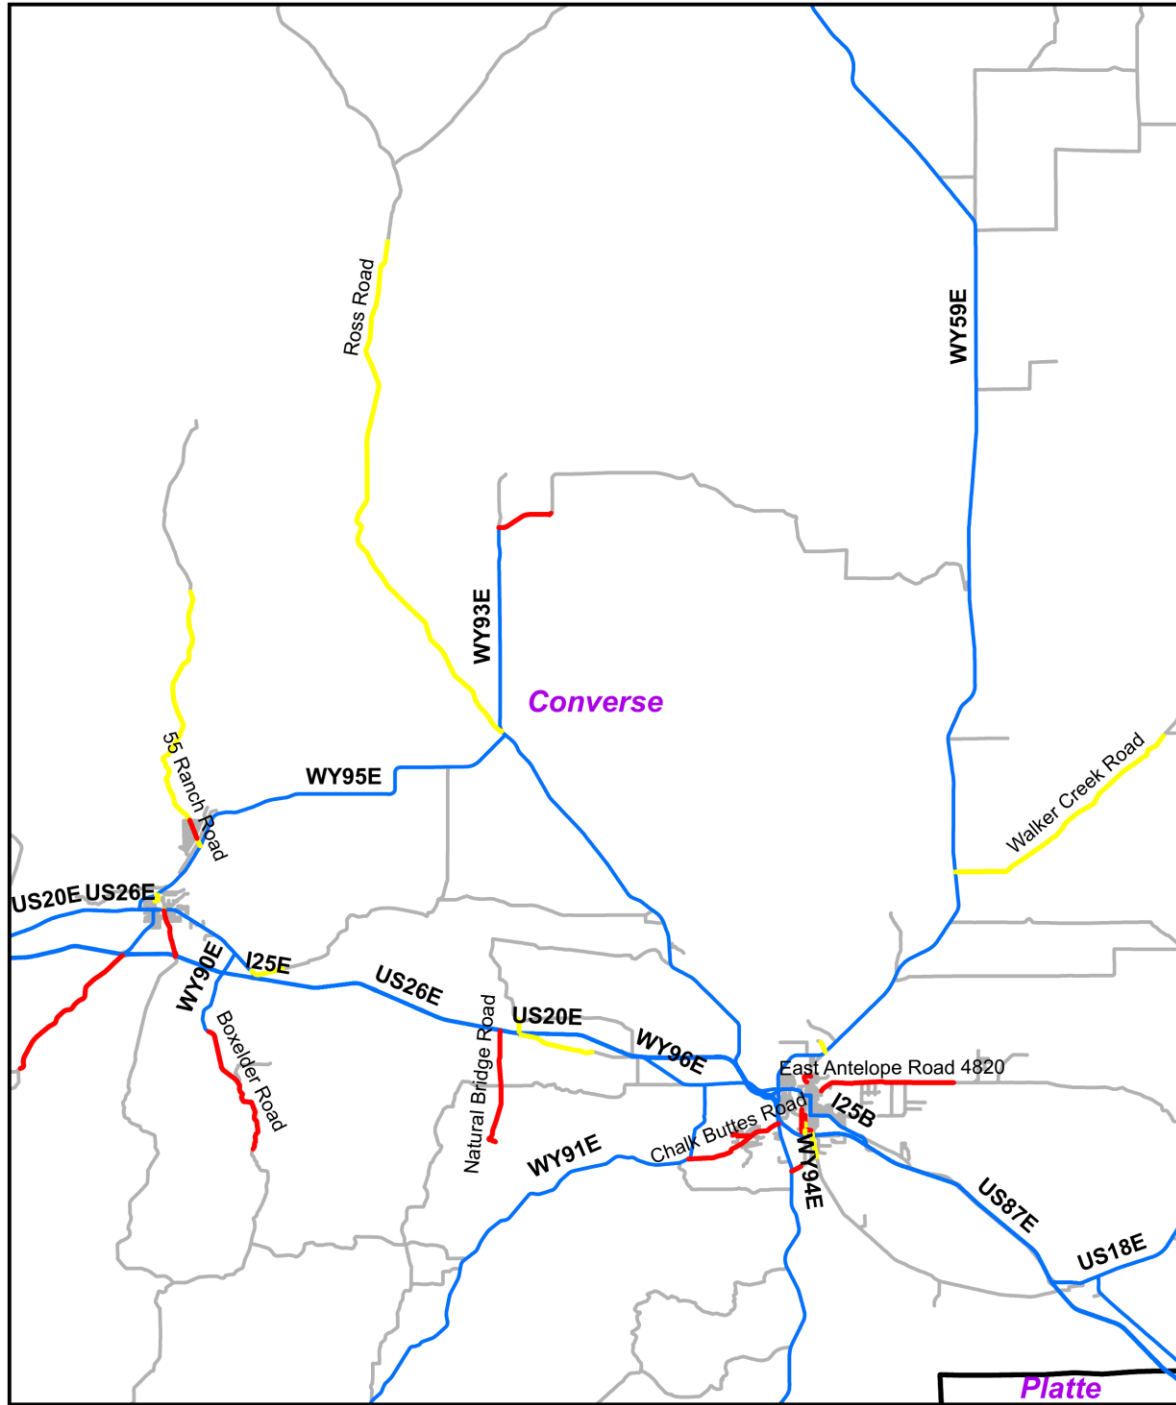 Ross Road
WY59E
WY93E
Converse
55 Ranch Road
WY95E
Walker Creek Road
US20E
US26E
WY90E
I25E
US26E
US20E
WY96E
Boxelder Road
Natural Bridge Road
East Antelope Road 4820
I25B
Chalk Buttes Road
WY91E
WY94E
US87E
US18E
Platte